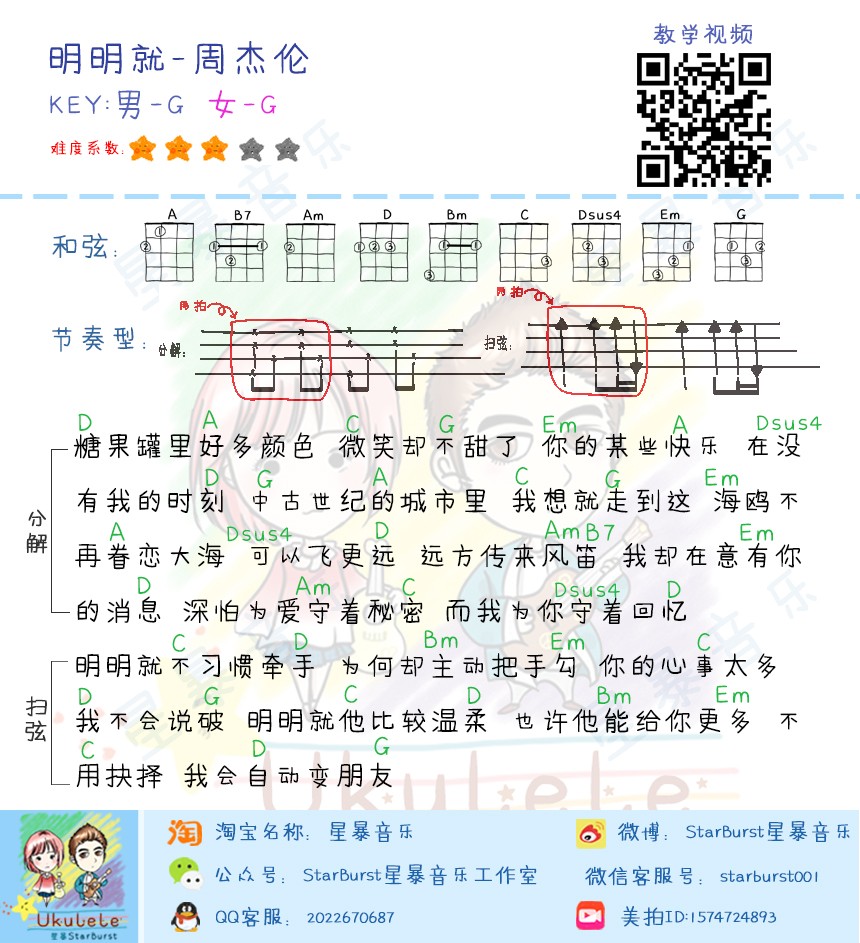 教学视频
明明就-周杰伦
KEY:男-G 女-G
难度系数:
和弦: A B7 Am D Bm C Dsus4 Em G
两拍 两拍
节奏型: 分解: 扫弦:
D A C G Em A Dsus4
糖果罐里好多颜色 微笑却不甜了 你的某些快乐 在没
D G A C G Em
有我的时刻 中古世纪的城市里 我想就走到这 海鸥不
A Dsus4 D Am B7 Em
再眷恋大海 可以飞更远 远方传来风笛 我却在意有你
D Am C Dsus4 D
的消息 深怕为爱守着秘密 而我为你守着回忆
分解
C D Bm Em C
明明就不习惯牵手 为何却主动把手勾 你的心事太多
D G C D Bm Em
我不会说破 明明就他比较温柔 也许他能给你更多 不
C D G
用抉择 我会自动变朋友
扫弦
星暴音乐
Ukulele
淘 淘宝名称: 星暴音乐
微博: StarBurst星暴音乐
公众号: StarBurst星暴音乐工作室
微信客服号: starburst001
QQ客服: 2022670687
美拍ID:1574724893
Ukulele
星暴StarBurst